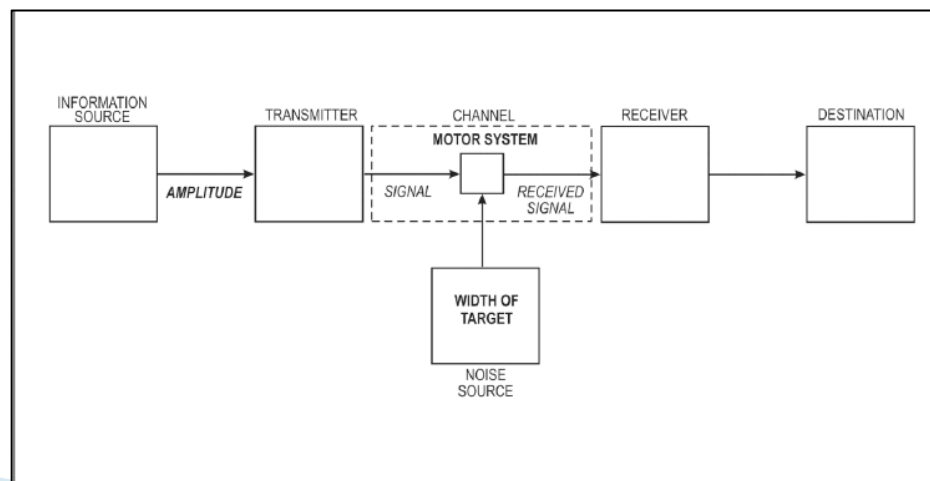 INFORMATION
SOURCE
TRANSMITTER
CHANNEL
RECEIVER
DESTINATION
MOTOR SYSTEM
AMPLITUDE
SIGNAL
RECEIVED
SIGNAL
WIDTH OF
TARGET
NOISE
SOURCE